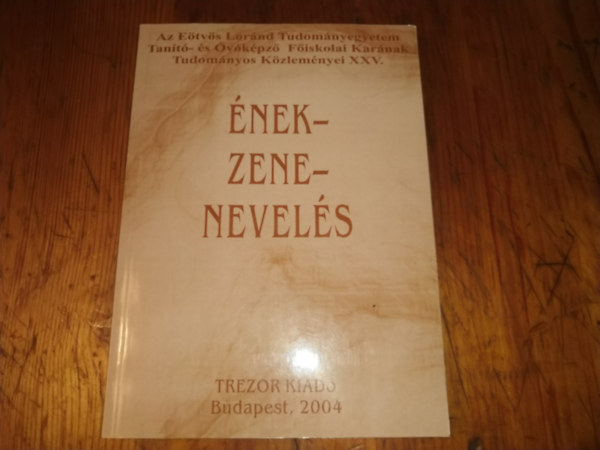 Az Eötvös Loránd Tudományegyetem
Tanító- és Óvóképző Főiskolai Karának
Tudományos Közleményei XXV.
ÉNEK–
ZENE–
NEVELÉS
TREZOR KIADÓ
Budapest, 2004